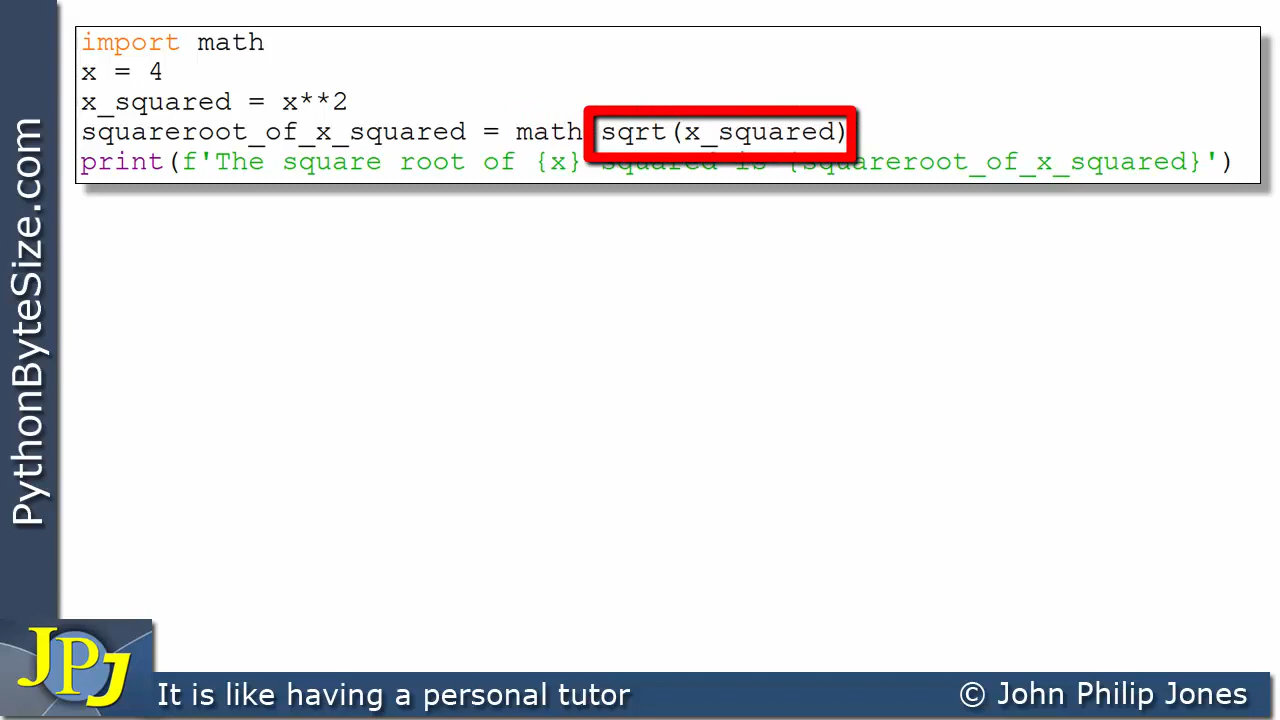 import math
x = 4
x_squared = x**2
squareroot_of_x_squared = math sqrt(x_squared)
print(f'The square root of {x} squared is {squareroot_of_x_squared}')
PythonByteSize.com
JPJ
It is like having a personal tutor
© John Philip Jones